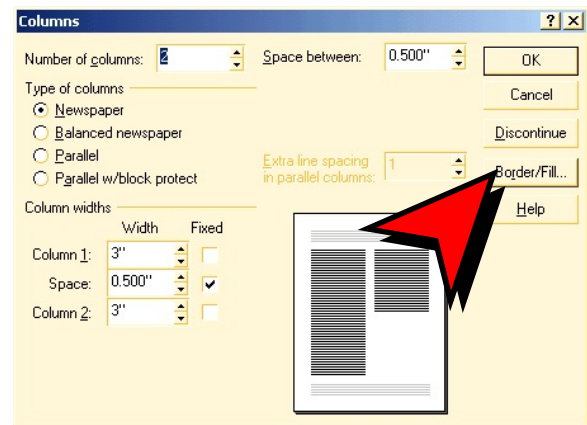 Columns
Number of columns: 2
Space between: 0.500"
OK
Cancel
Discontinue
Border/Fill...
Help
Type of columns
Newspaper
Balanced newspaper
Parallel
Parallel w/block protect
Extra line spacing
in parallel columns: 1
Column widths
Width Fixed
Column 1: 3"
Space: 0.500"
Column 2: 3"